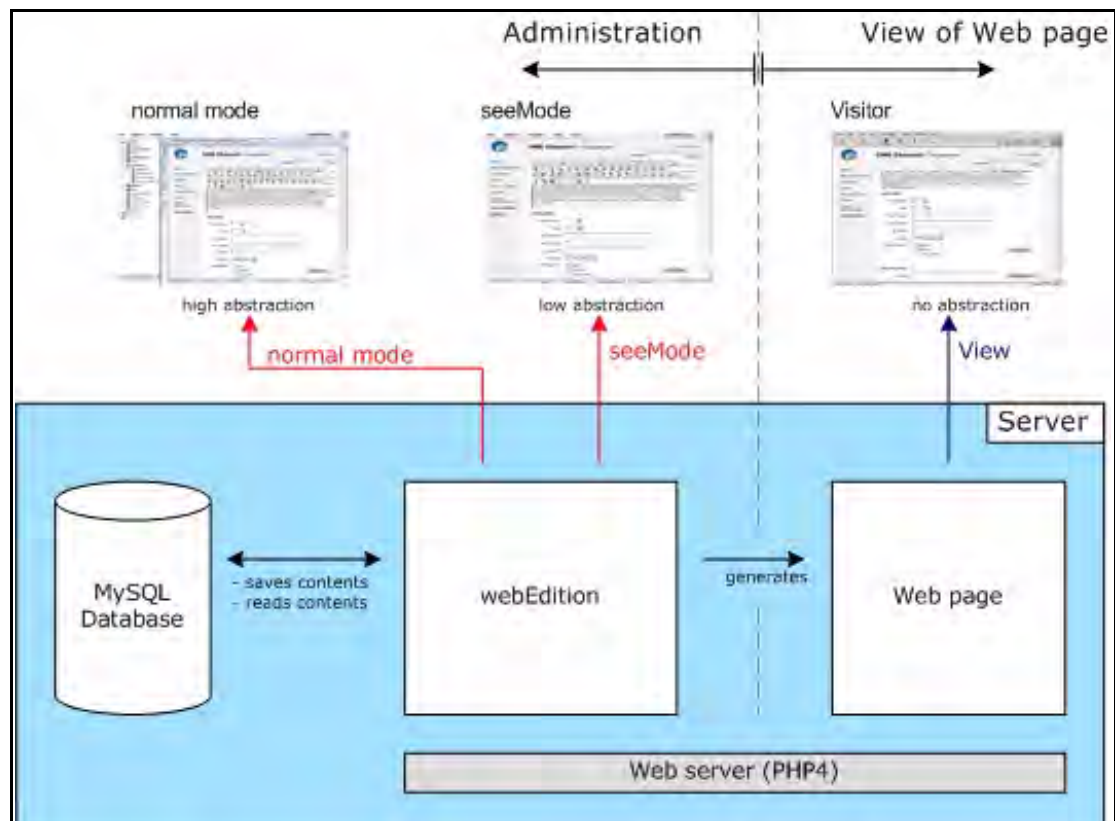 Administration
View of Web page
normal mode
seeMode
Visitor
high abstraction
low abstraction
no abstraction
normal mode
seeMode
View
Server
MySQL
Database
- saves contents
- reads contents
webEdition
generates
Web page
Web server (PHP4)